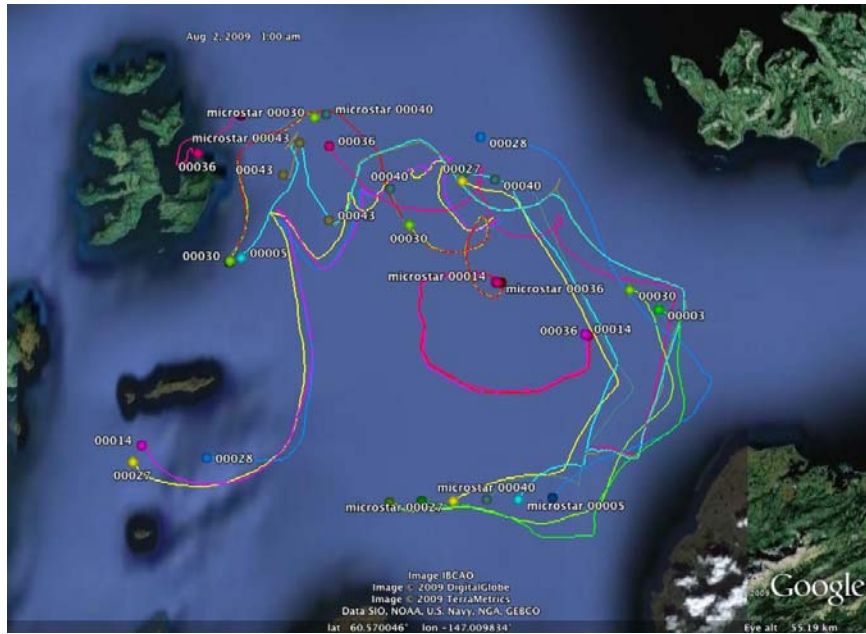 Aug 2, 2009 1:00 am
microstar 00030
microstar 00040
microstar 00043
00036
00028
00036
00043
00040
00027
00040
00043
00030
00030
00005
microstar 00014
microstar 00036
00030
00003
00036
00014
00014
00027
00028
microstar 00040
microstar 00027
microstar 00005
Image IBCAO
Image © 2009 DigitalGlobe
Image © 2009 TerraMetrics
Data SIO, NOAA, U.S. Navy, NGA, GEBCO
©2009 Google
lat 60.570046° lon -147.009834°
Eye alt 55.19 km